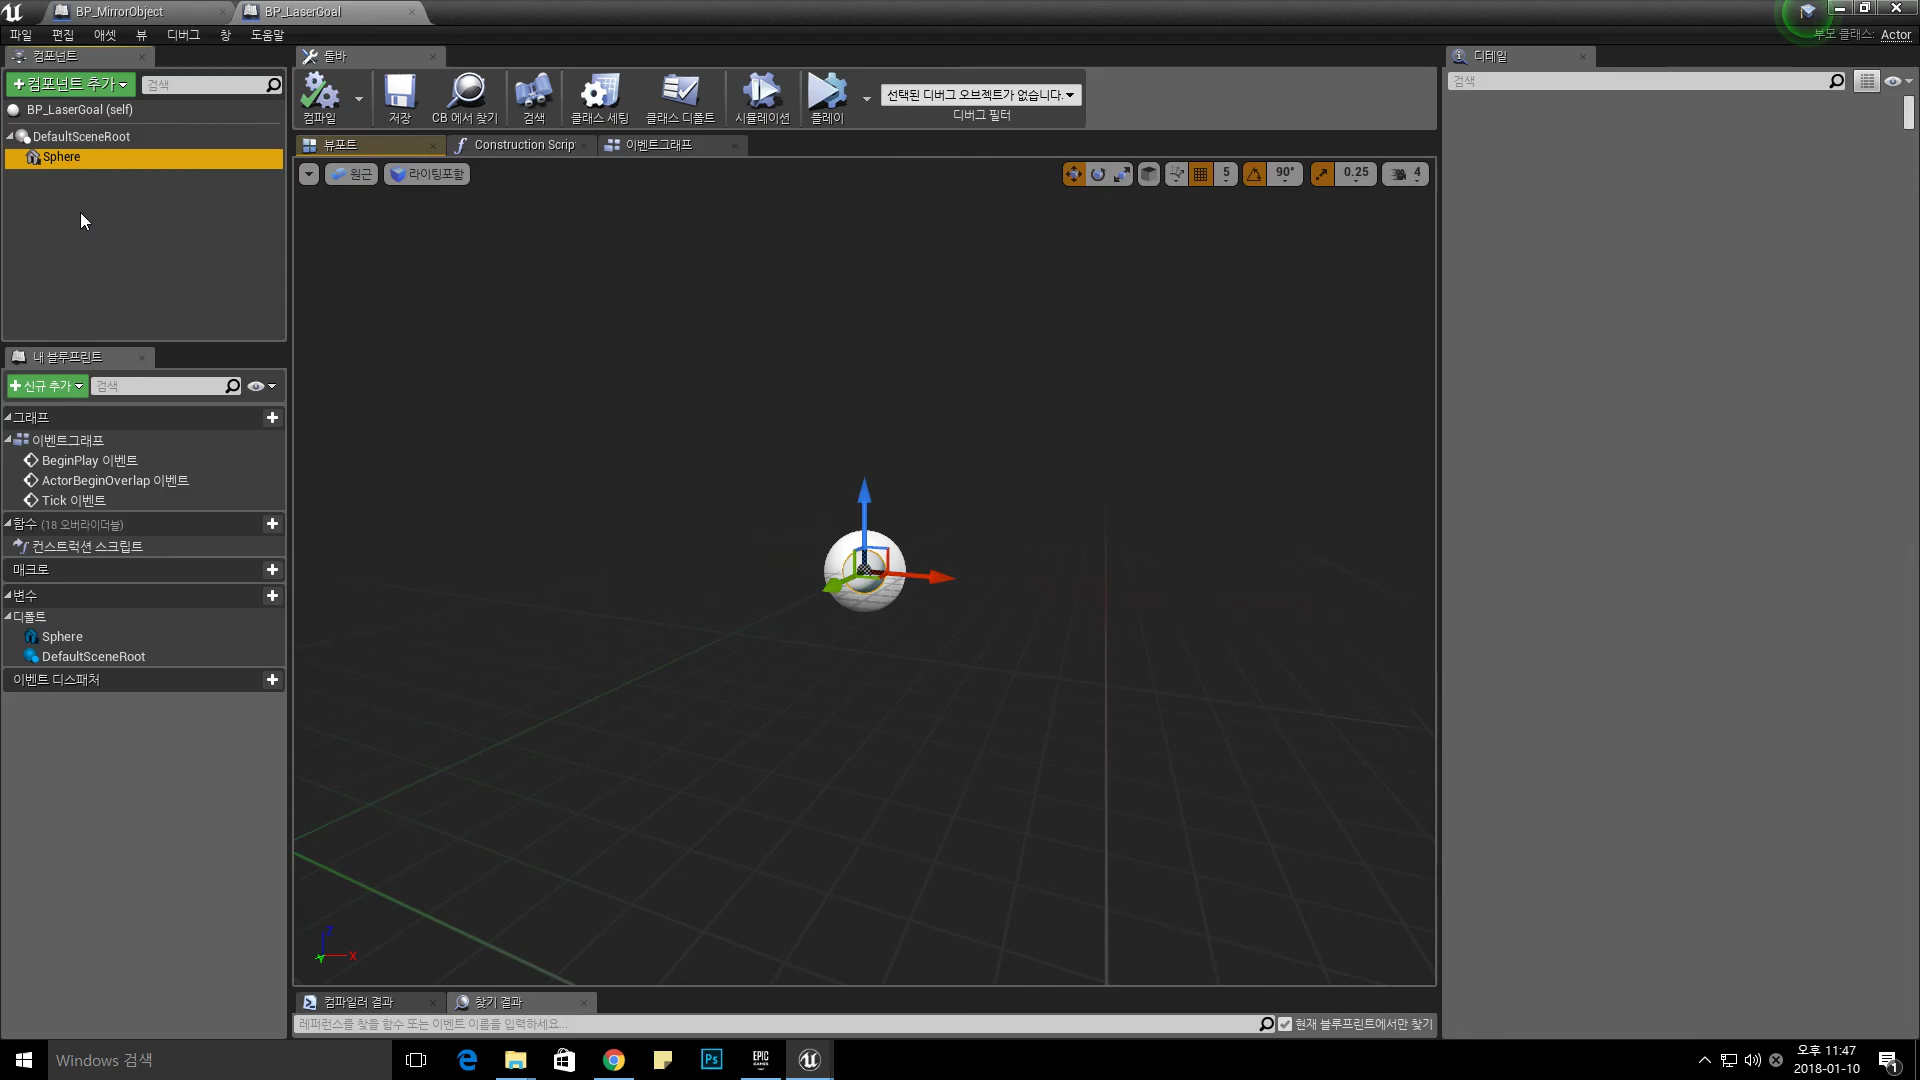 BP_MirrorObject
BP_LaserGoal
파일 편집 애셋 뷰 디버그 창 도움말
부모 클래스: Actor
컴포넌트
+컴포넌트 추가
검색
BP_LaserGoal (self)
DefaultSceneRoot
Sphere
툴바
컴파일
저장
CB 에서 찾기
검색
클래스 세팅
클래스 디폴트
시뮬레이션
플레이
선택된 디버그 오브젝트가 없습니다.
디버그 필터
뷰포트
Construction Scrip
이벤트그래프
원근
라이팅포함
5
90°
0.25
4
X
디테일
검색
내 블루프린트
+신규 추가
검색
그래프
이벤트그래프
BeginPlay 이벤트
ActorBeginOverlap 이벤트
Tick 이벤트
함수 (18 오버라이더블)
컨스트럭션 스크립트
매크로
변수
디폴트
Sphere
DefaultSceneRoot
이벤트 디스패처
컴파일러 결과
찾기 결과
레퍼런스를 찾을 함수 또는 이벤트 이름을 입력하세요...
현재 블루프린트에서만 찾기
Windows 검색
Ps
EPIC
GAMES
오후 11:47
2018-01-10
1